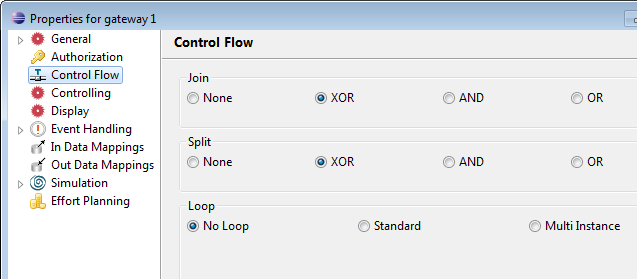 Properties for gateway 1
General
Authorization
Control Flow
Controlling
Display
Event Handling
In Data Mappings
Out Data Mappings
Simulation
Effort Planning
Control Flow
Join
None XOR AND OR
Split
None XOR AND OR
Loop
No Loop Standard Multi Instance